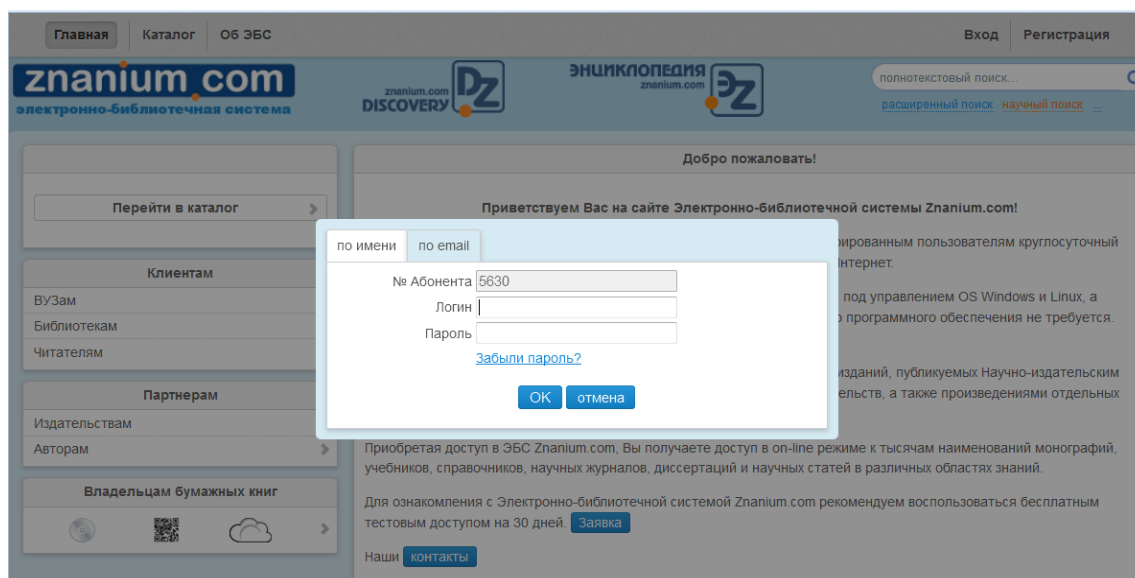 Главная Каталог Об ЭБС Вход Регистрация
znanium.com
электронно-библиотечная система
znanium.com
DISCOVERY DZ
ЭНЦИКЛОПЕДИЯ
znanium.com
полнотекстовый поиск...
расширенный поиск научный поиск ...
Добро пожаловать!
Перейти в каталог
Клиентам
ВУЗам
Библиотекам
Читателям
Партнерам
Издательствам
Авторам
Владельцам бумажных книг
Приветствуем Вас на сайте Электронно-библиотечной системы Znanium.com!
по имени по email
№ Абонента 5630
Логин
Пароль
Забыли пароль?
OK отмена
пользователям круглосуточный
под управлением OS Windows и Linux, а
программного обеспечения не требуется.
публикуемых Научно-издательским
а также произведениями отдельных
Приобретая доступ в ЭБС Znanium.com, Вы получаете доступ в on-line режиме к тысячам наименований монографий,
учебников, справочников, научных журналов, диссертаций и научных статей в различных областях знаний.
Для ознакомления с Электронно-библиотечной системой Znanium.com рекомендуем воспользоваться бесплатным
тестовым доступом на 30 дней. Заявка
Наши контакты